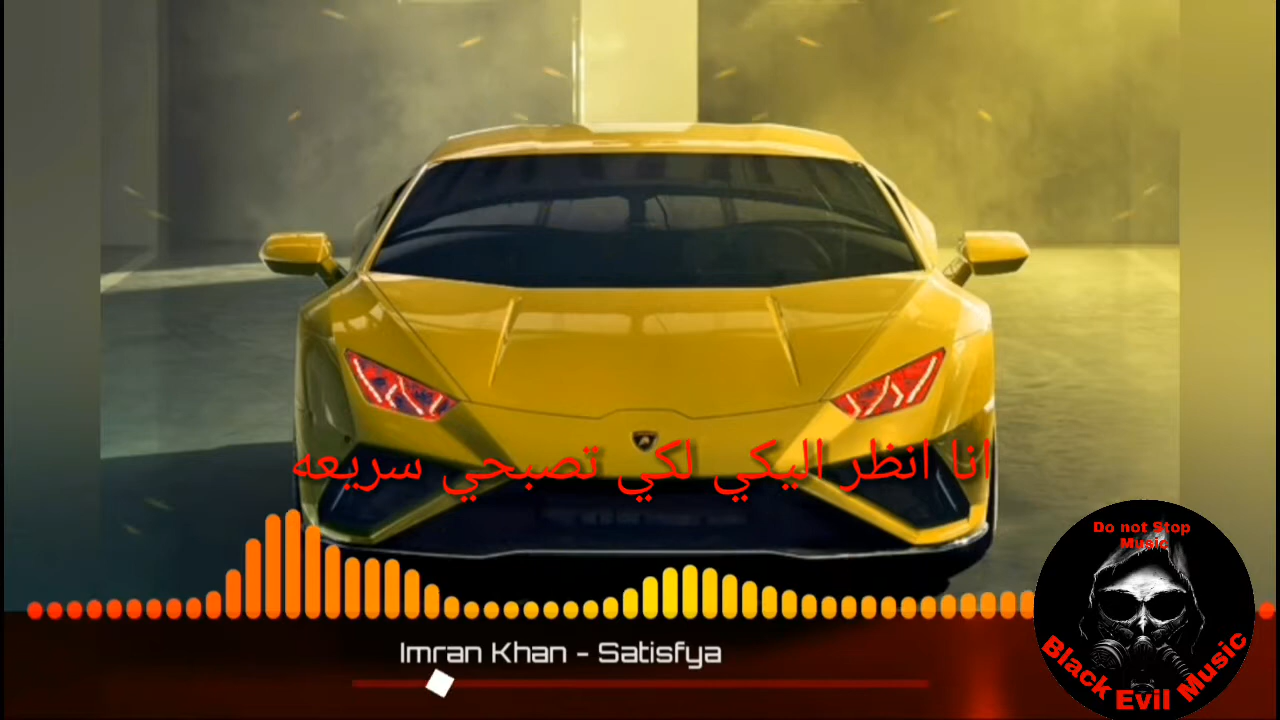 انا انظر اليكي لكي تصبحي سريعه
Do not Stop
Music
Imran Khan - Satisfya
Black Evil Music